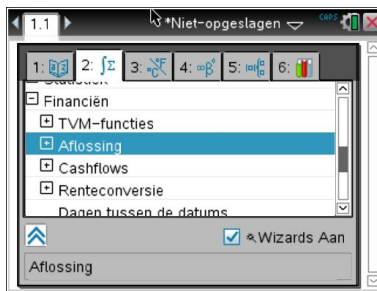 1.1 *Niet-opgeslagen CAPS
1: 2: ∫Σ 3: °C°F 4: ∞β° 5: 6:
Financiën
TVM-functies
Aflossing
Cashflows
Renteconversie
Dagen tussen de datums
Wizards Aan
Aflossing